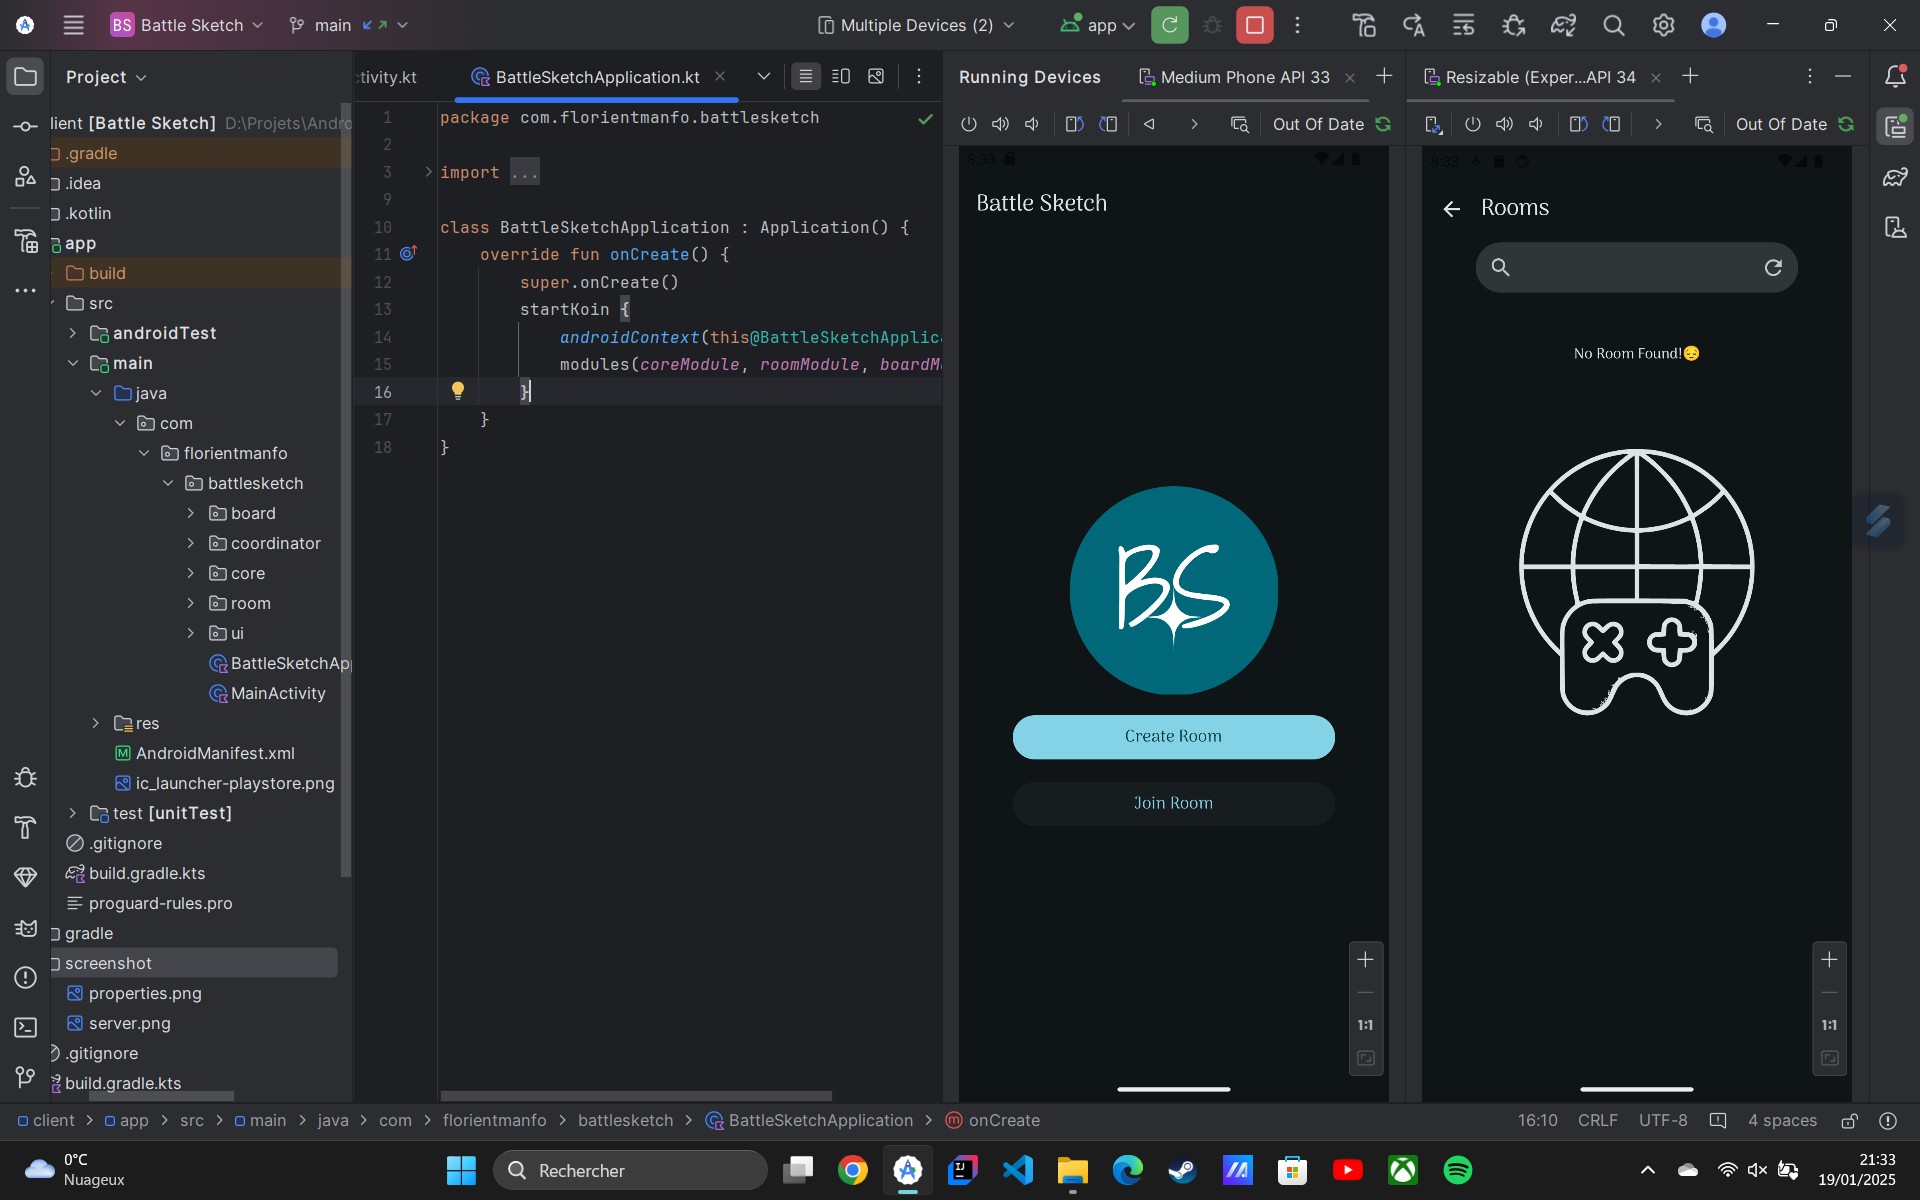 BS Battle Sketch main Multiple Devices (2) app
Project
ctivity.kt BattleSketchApplication.kt
Running Devices Medium Phone API 33 Resizable (Exper...API 34
Out Of Date Out Of Date
lient [Battle Sketch] D:\Projets\Andro
.gradle
.idea
.kotlin
app
build
src
androidTest
main
java
com
florientmanfo
battlesketch
board
coordinator
core
room
ui
BattleSketchApp
MainActivity
res
AndroidManifest.xml
ic_launcher-playstore.png
test [unitTest]
.gitignore
build.gradle.kts
proguard-rules.pro
gradle
screenshot
properties.png
server.png
.gitignore
build.gradle.kts
1 package com.florientmanfo.battlesketch
2
3 import ...
9
10 class BattleSketchApplication : Application() {
11 override fun onCreate() {
12 super.onCreate()
13 startKoin {
14 androidContext(this@BattleSketchApplica
15 modules(coreModule, roomModule, boardM
16 }
17 }
18 }
8:33
Battle Sketch
BS
Create Room
Join Room
1:1
8:33
Rooms
No Room Found!😔
1:1
client > app > src > main > java > com > florientmanfo > battlesketch > BattleSketchApplication > onCreate
16:10 CRLF UTF-8 4 spaces
0°C
Nuageux
Rechercher
21:33
19/01/2025